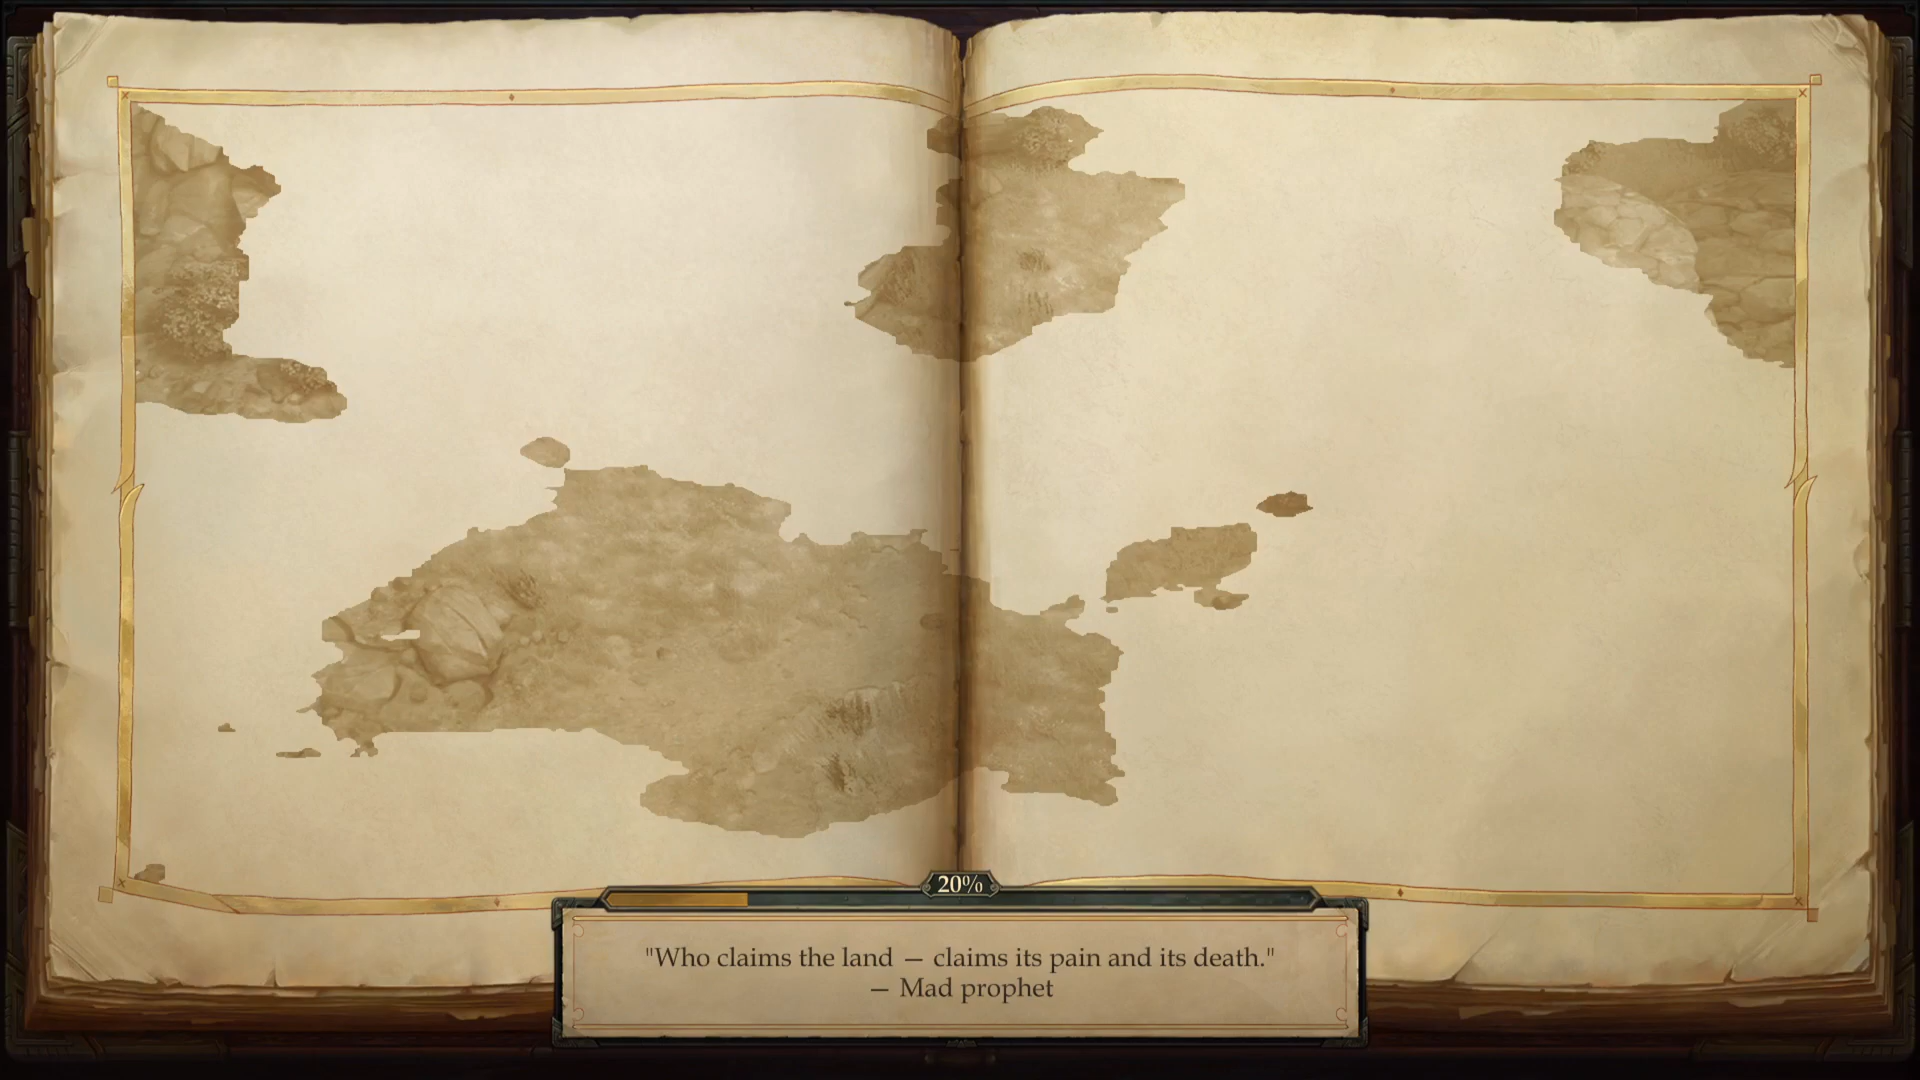 20%
"Who claims the land — claims its pain and its death."
— Mad prophet